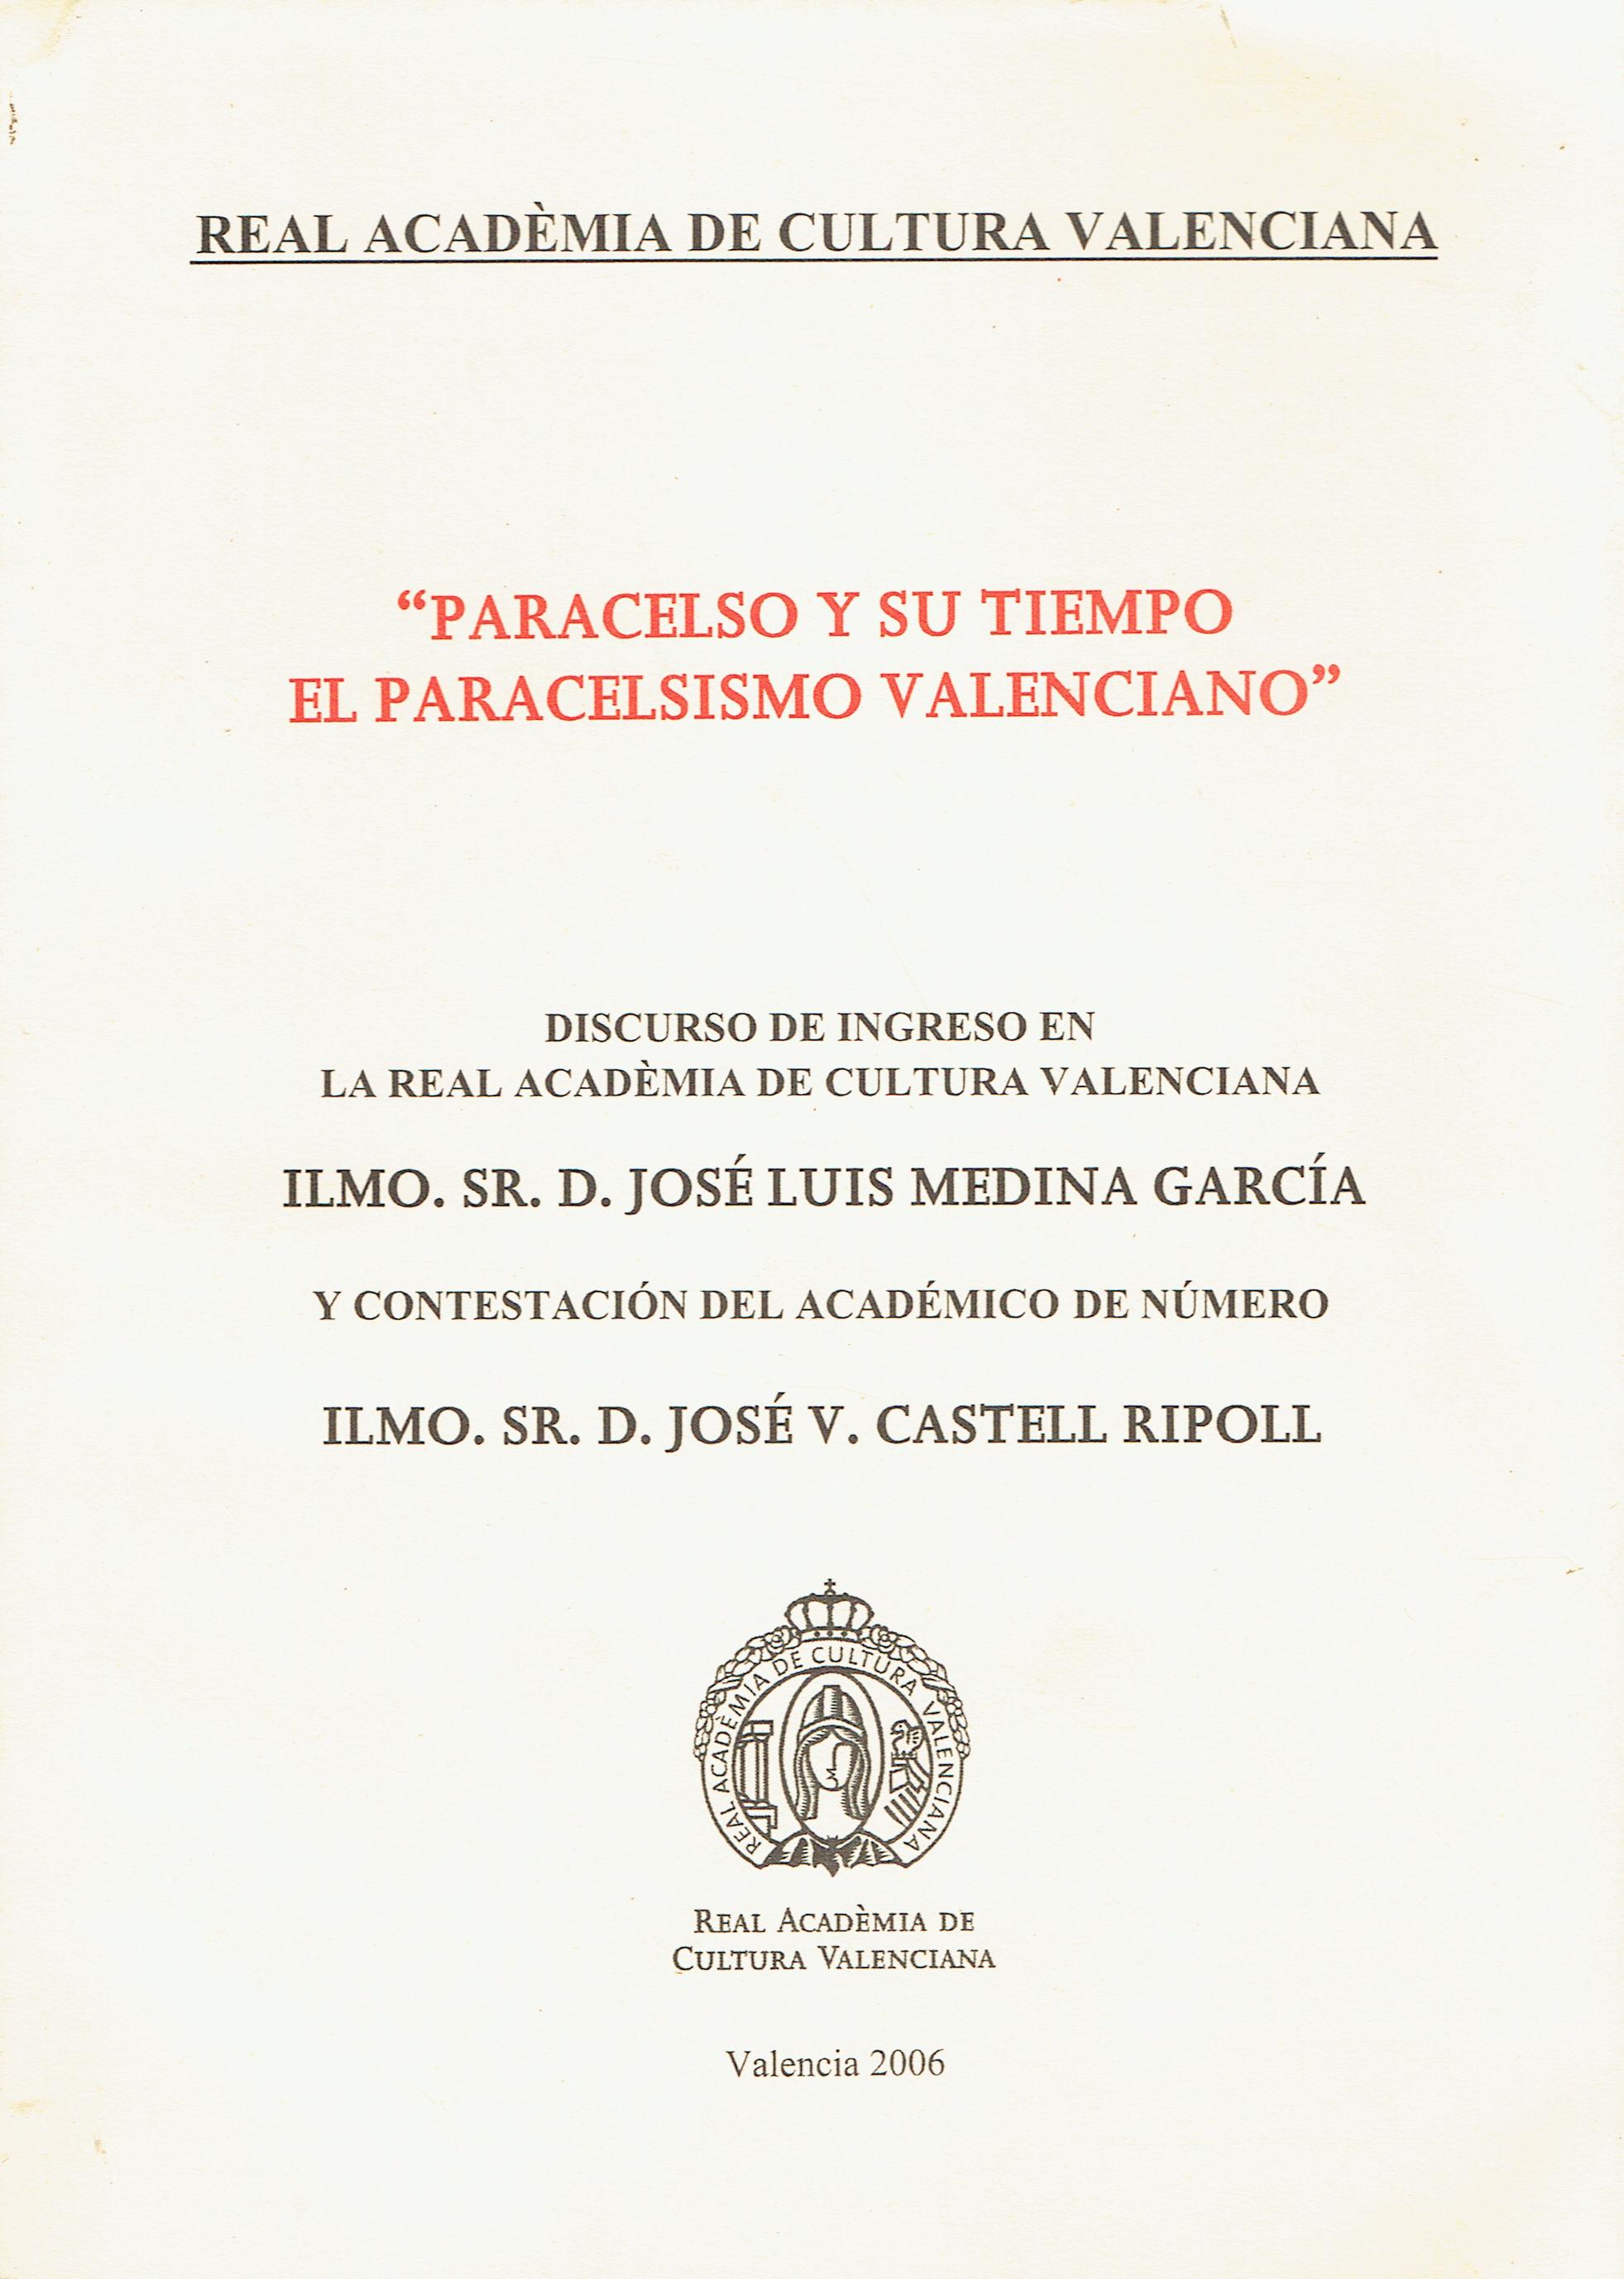 REAL ACADÈMIA DE CULTURA VALENCIANA
“PARACELSO Y SU TIEMPO
EL PARACELSISMO VALENCIANO”
DISCURSO DE INGRESO EN
LA REAL ACADÈMIA DE CULTURA VALENCIANA
ILMO. SR. D. JOSÉ LUIS MEDINA GARCÍA
Y CONTESTACIÓN DEL ACADÉMICO DE NÚMERO
ILMO. SR. D. JOSÉ V. CASTELL RIPOLL
REAL ACADÈMIA DE CULTURA VALENCIANA
REAL ACADÈMIA DE
CULTURA VALENCIANA
Valencia 2006